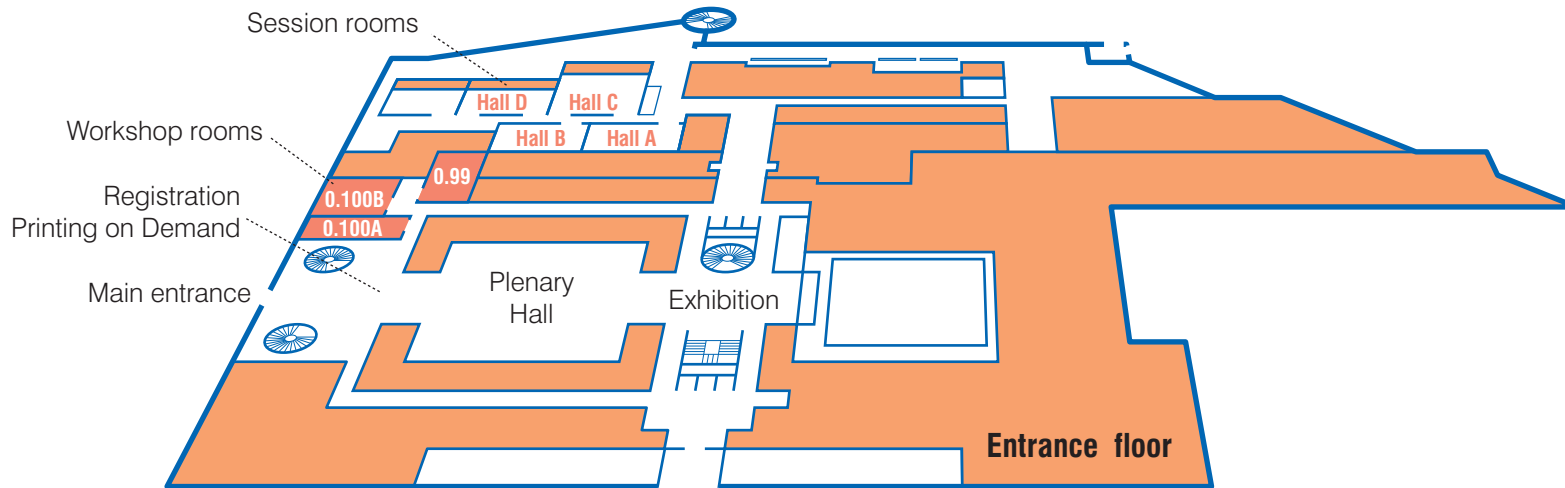 Session rooms
Hall D
Hall C
Workshop rooms
Hall B
Hall A
0.99
Registration
Printing on Demand
0.100B
0.100A
Main entrance
Plenary
Hall
Exhibition
Entrance floor